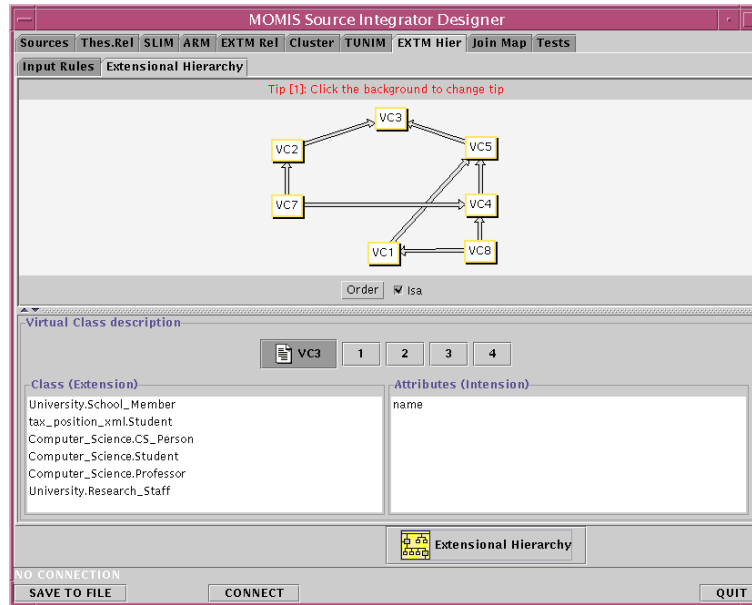 MOMIS Source Integrator Designer
Sources Thes.Rel SLIM ARM EXTM Rel Cluster TUNIM EXTM Hier Join Map Tests
Input Rules Extensional Hierarchy
Tip [1]: Click the background to change tip
VC3
VC2 VC5
VC7 VC4
VC1 VC8
Order Isa
Virtual Class description
VC3 1 2 3 4
Class (Extension) Attributes (Intension)
University.School_Member name
tax_position_xml.Student
Computer_Science.CS_Person
Computer_Science.Student
Computer_Science.Professor
University.Research_Staff
Extensional Hierarchy
NO CONNECTION
SAVE TO FILE CONNECT QUIT